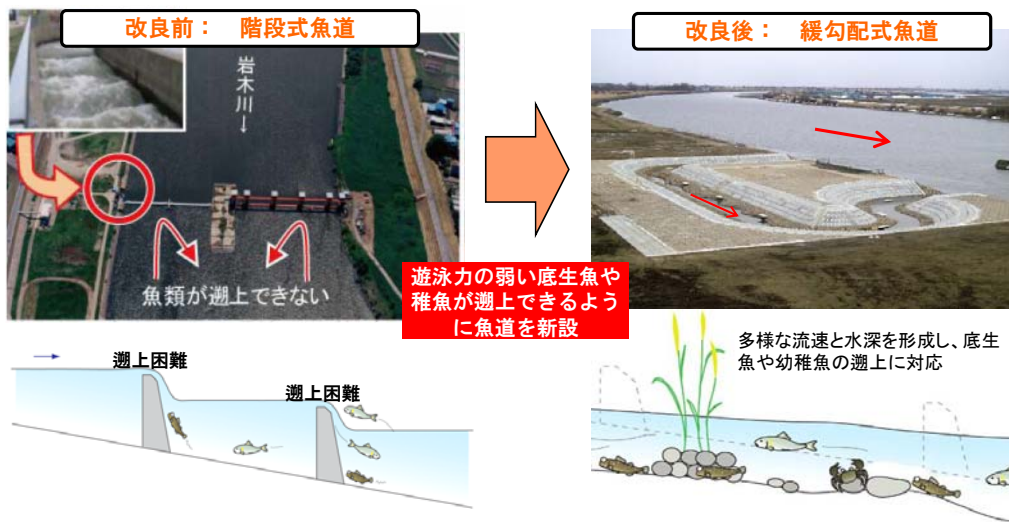 改良前： 階段式魚道
改良後： 緩勾配式魚道
岩木川↓
魚類が遡上できない
遊泳力の弱い底生魚や
稚魚が遡上できるよう
に魚道を新設
遡上困難
遡上困難
多様な流速と水深を形成し、底生
魚や幼稚魚の遡上に対応